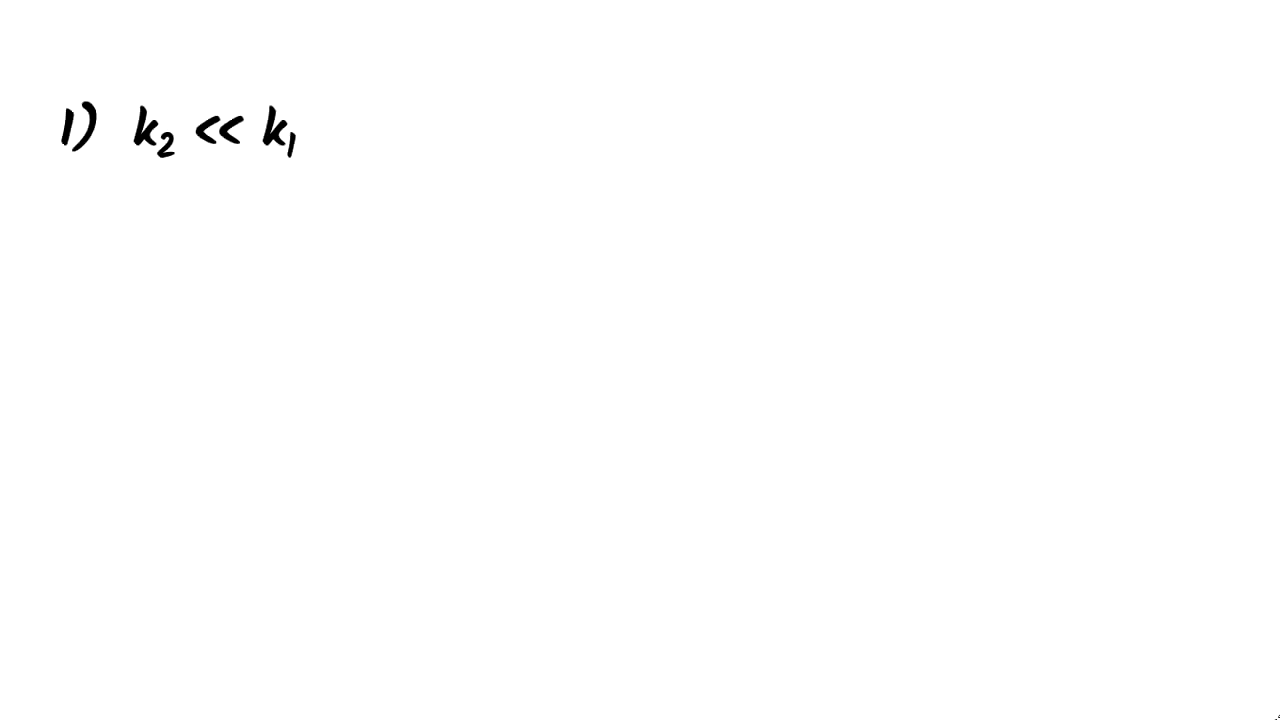 1) k₂ << k₁